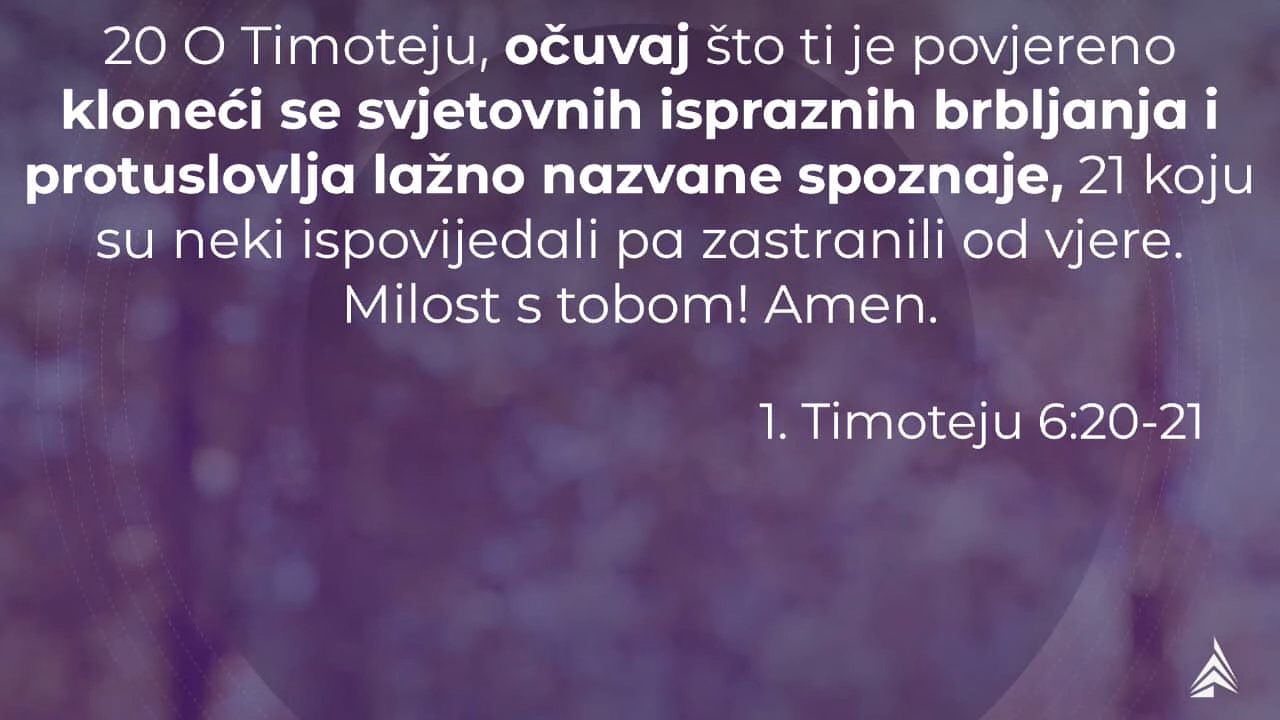 20 O Timoteju, očuvaj što ti je povjereno
kloneći se svjetovnih ispraznih brbljanja i
protuslovlja lažno nazvane spoznaje, 21 koju
su neki ispovijedali pa zastranili od vjere.
Milost s tobom! Amen.
1. Timoteju 6:20-21